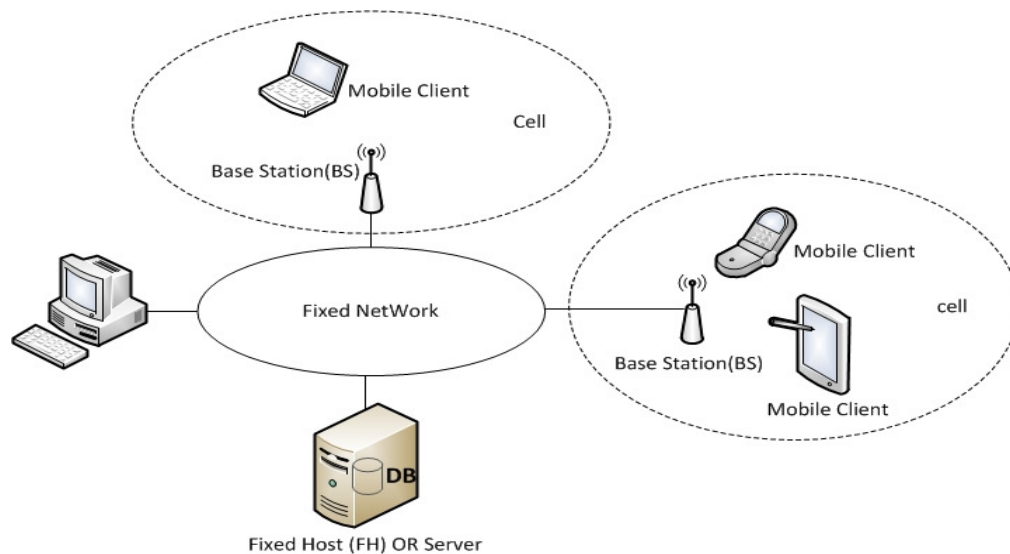 Mobile Client
Cell
Base Station(BS)
Mobile Client
Fixed NetWork
cell
Base Station(BS)
Mobile Client
DB
Fixed Host (FH) OR Server